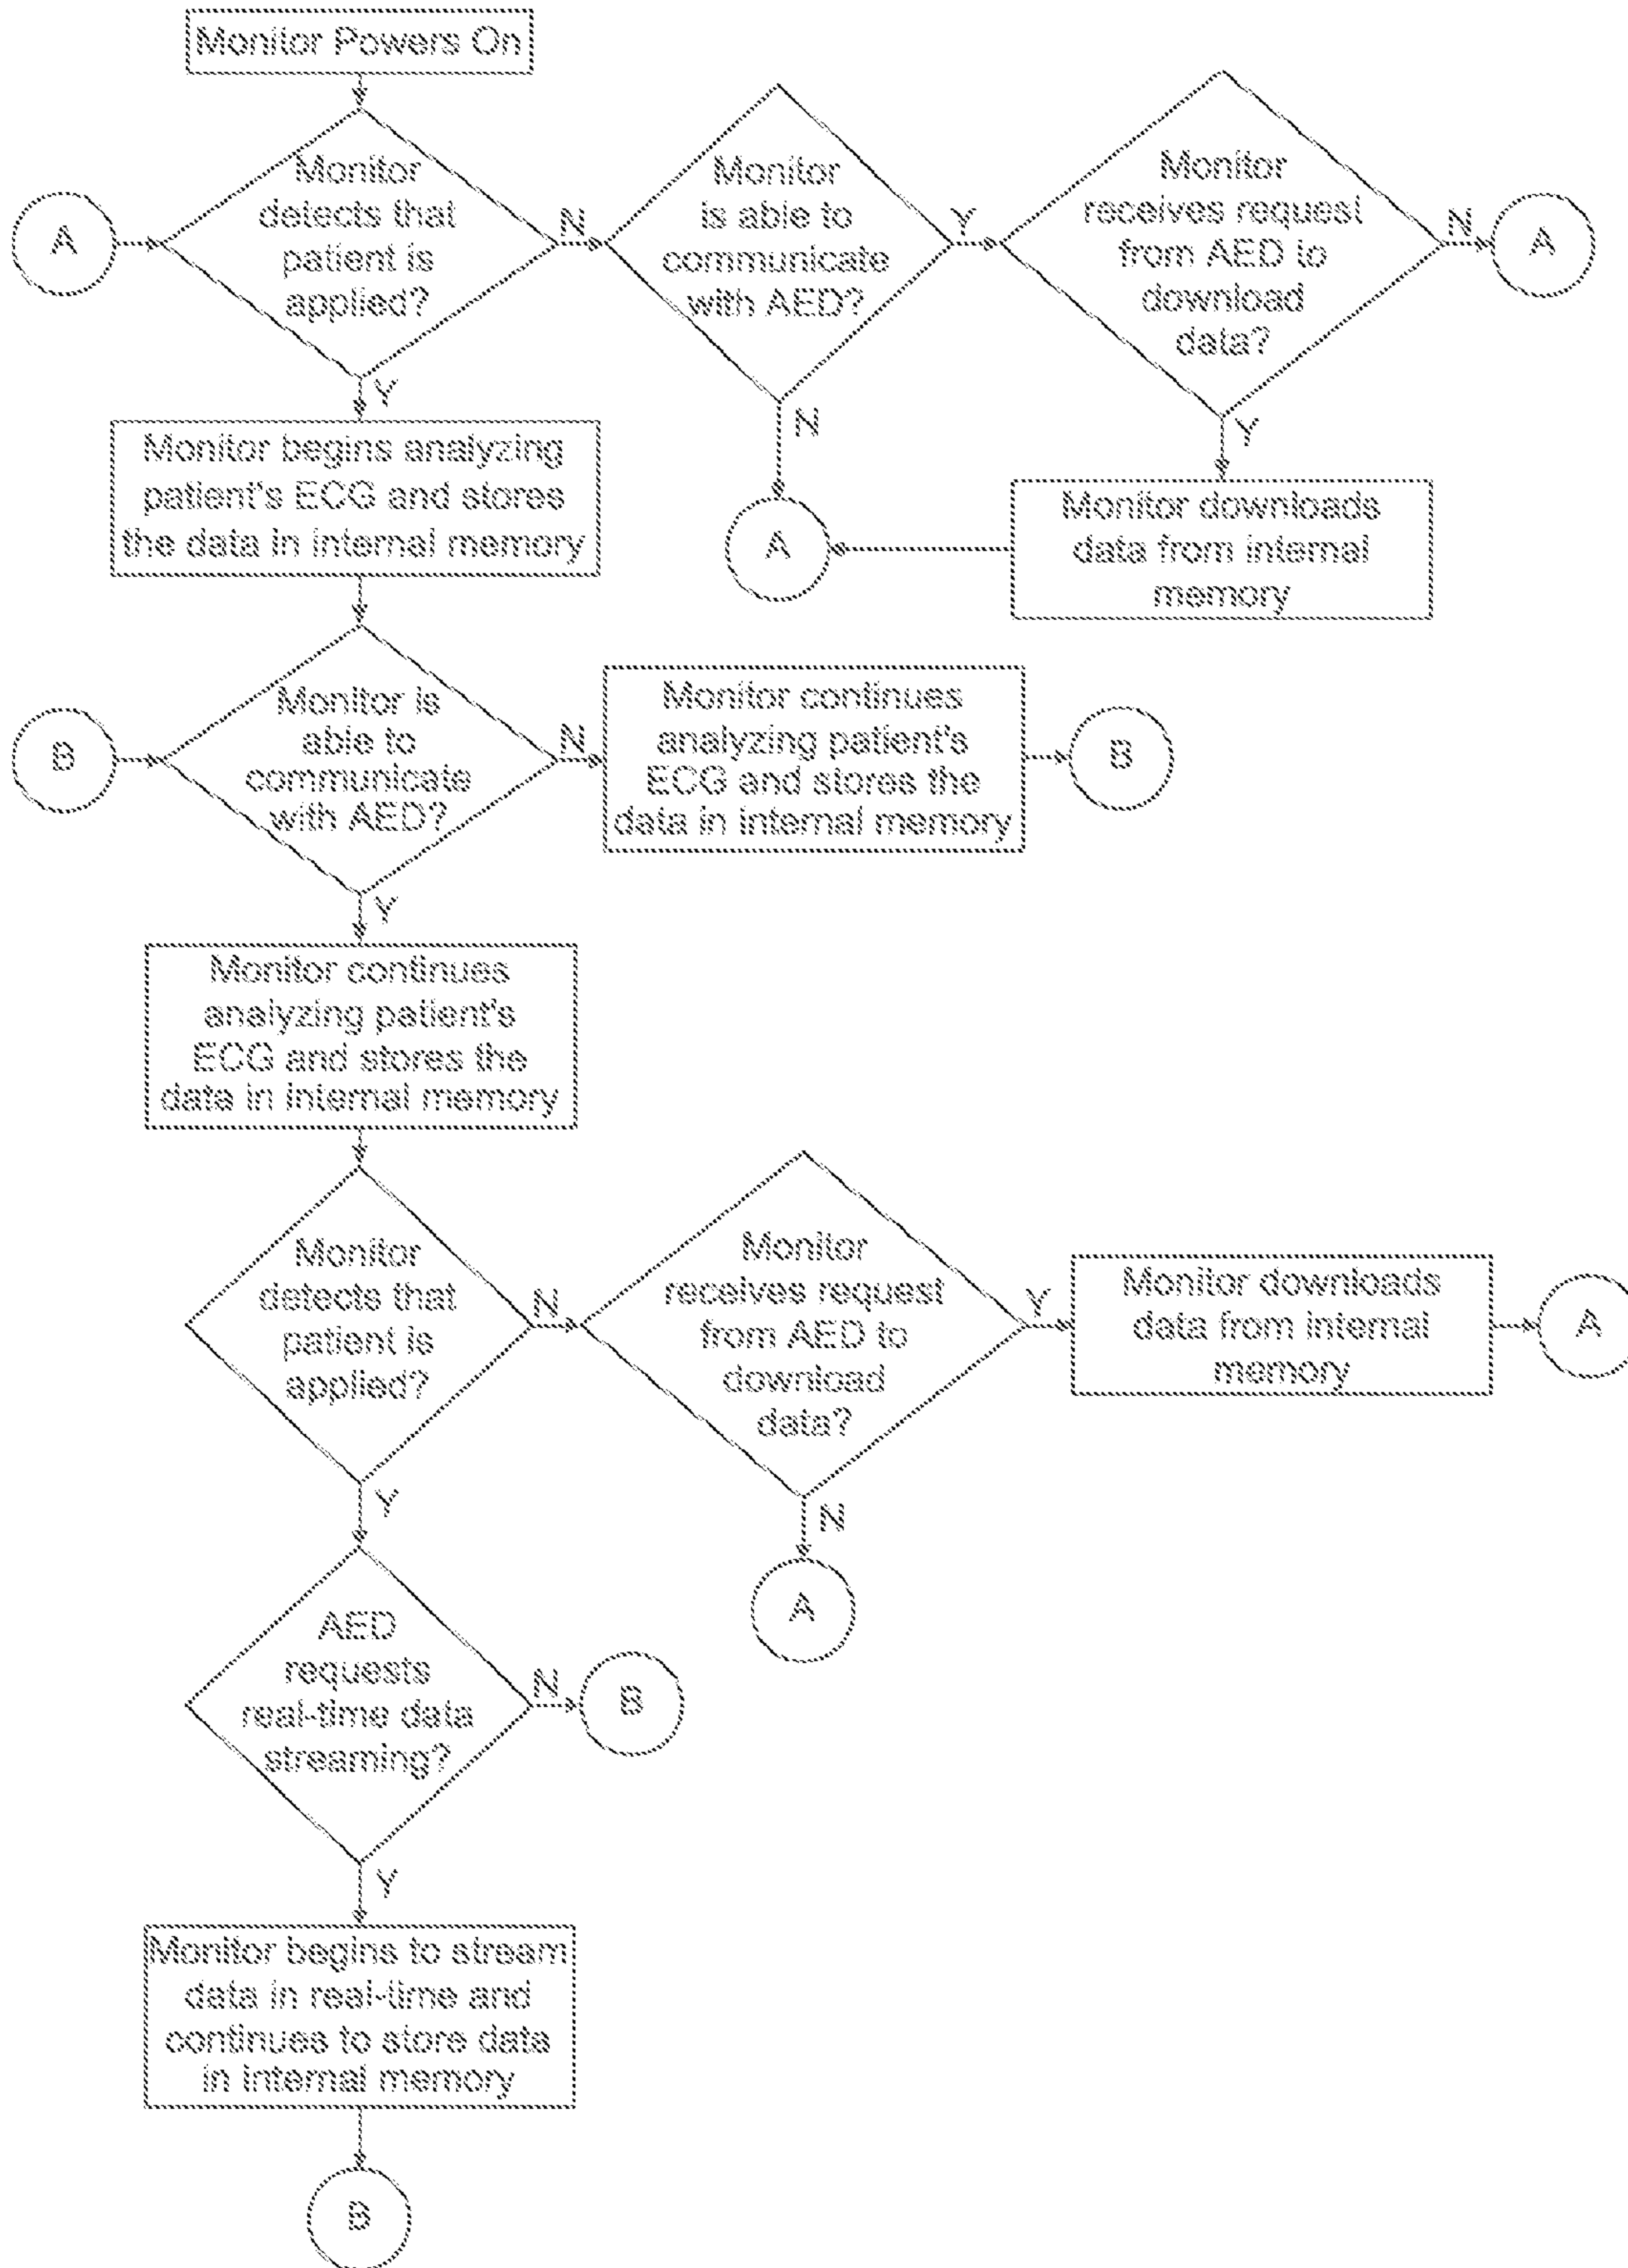 Monitor Powers On
A
Monitor
detects that
patient is
applied?
N
Y
Monitor
is able to
communicate
with AED?
Y
N
Monitor
receives request
from AED to
download
data?
N
A
Y
Monitor begins analyzing
patient's ECG and stores
the data in internal memory
A
Monitor downloads
data from internal
memory
B
Monitor is
able to
communicate
with AED?
N
Y
Monitor continues
analyzing patient's
ECG and stores the
data in internal memory
B
Monitor continues
analyzing patient's
ECG and stores the
data in internal memory
Monitor
detects that
patient is
applied?
N
Y
Monitor
receives request
from AED to
download
data?
Y
N
Monitor downloads
data from internal
memory
A
A
AED
requests
real-time data
streaming?
N
B
Y
Monitor begins to stream
data in real-time and
continues to store data
in internal memory
B